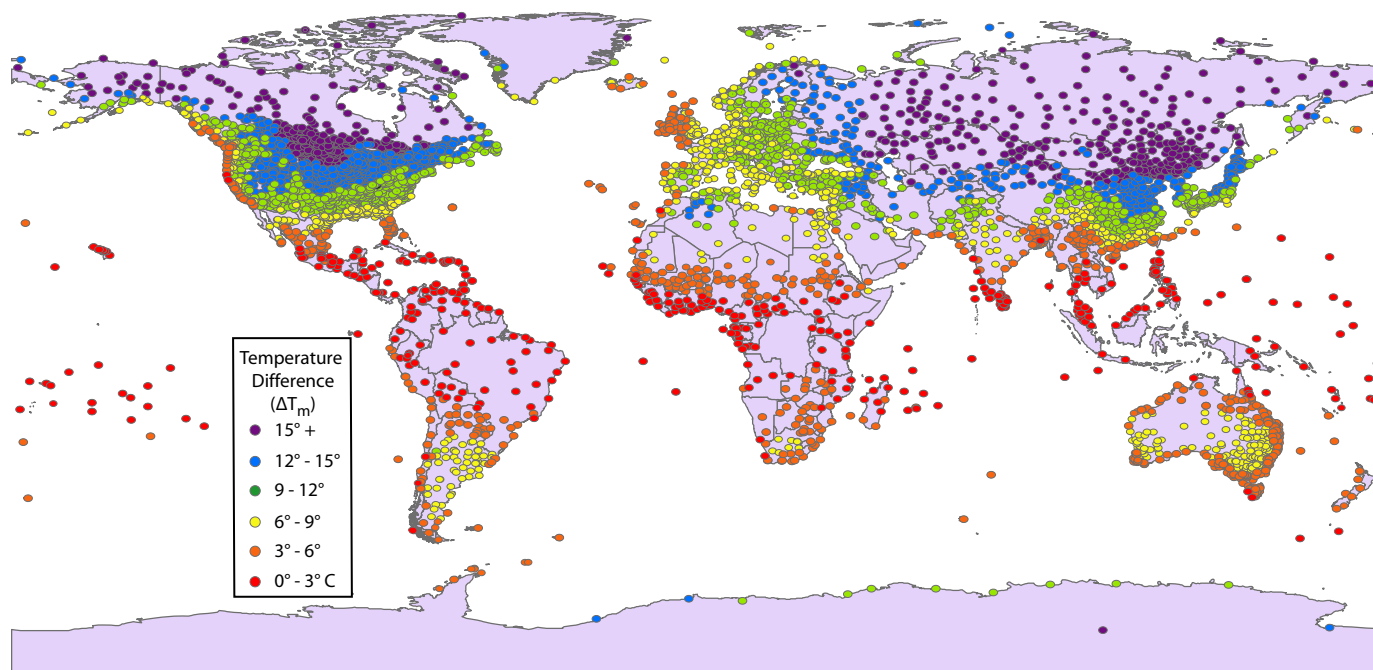 Temperature
Difference
(ΔTm)
15° +
12° - 15°
9 - 12°
6° - 9°
3° - 6°
0° - 3° C